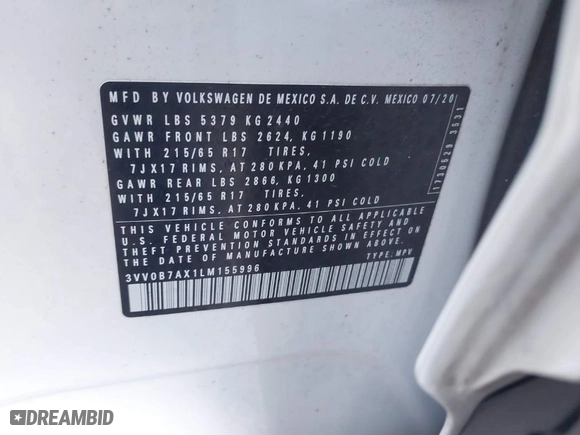 MFD BY VOLKSWAGEN DE MEXICO S.A. DE C.V. MEXICO 07/20
GVWR LBS 5379 KG 2440
GAWR FRONT LBS 2624, KG 1190
WITH 215/65 R17 TIRES,
7JX17 RIMS, AT 280 KPA, 41 PSI COLD
GAWR REAR LBS 2866, KG 1300
WITH 215/65 R17 TIRES,
7JX17 RIMS, AT 280 KPA, 41 PSI COLD
THIS VEHICLE CONFORMS TO ALL APPLICABLE
U.S. FEDERAL MOTOR VEHICLE SAFETY AND
THEFT PREVENTION STANDARDS IN EFFECT ON
THE DATE OF MANUFACTURE SHOWN ABOVE.
3VV0B7AX1LM155996 TYPE: MPV
1730629 3531
DREAMBID